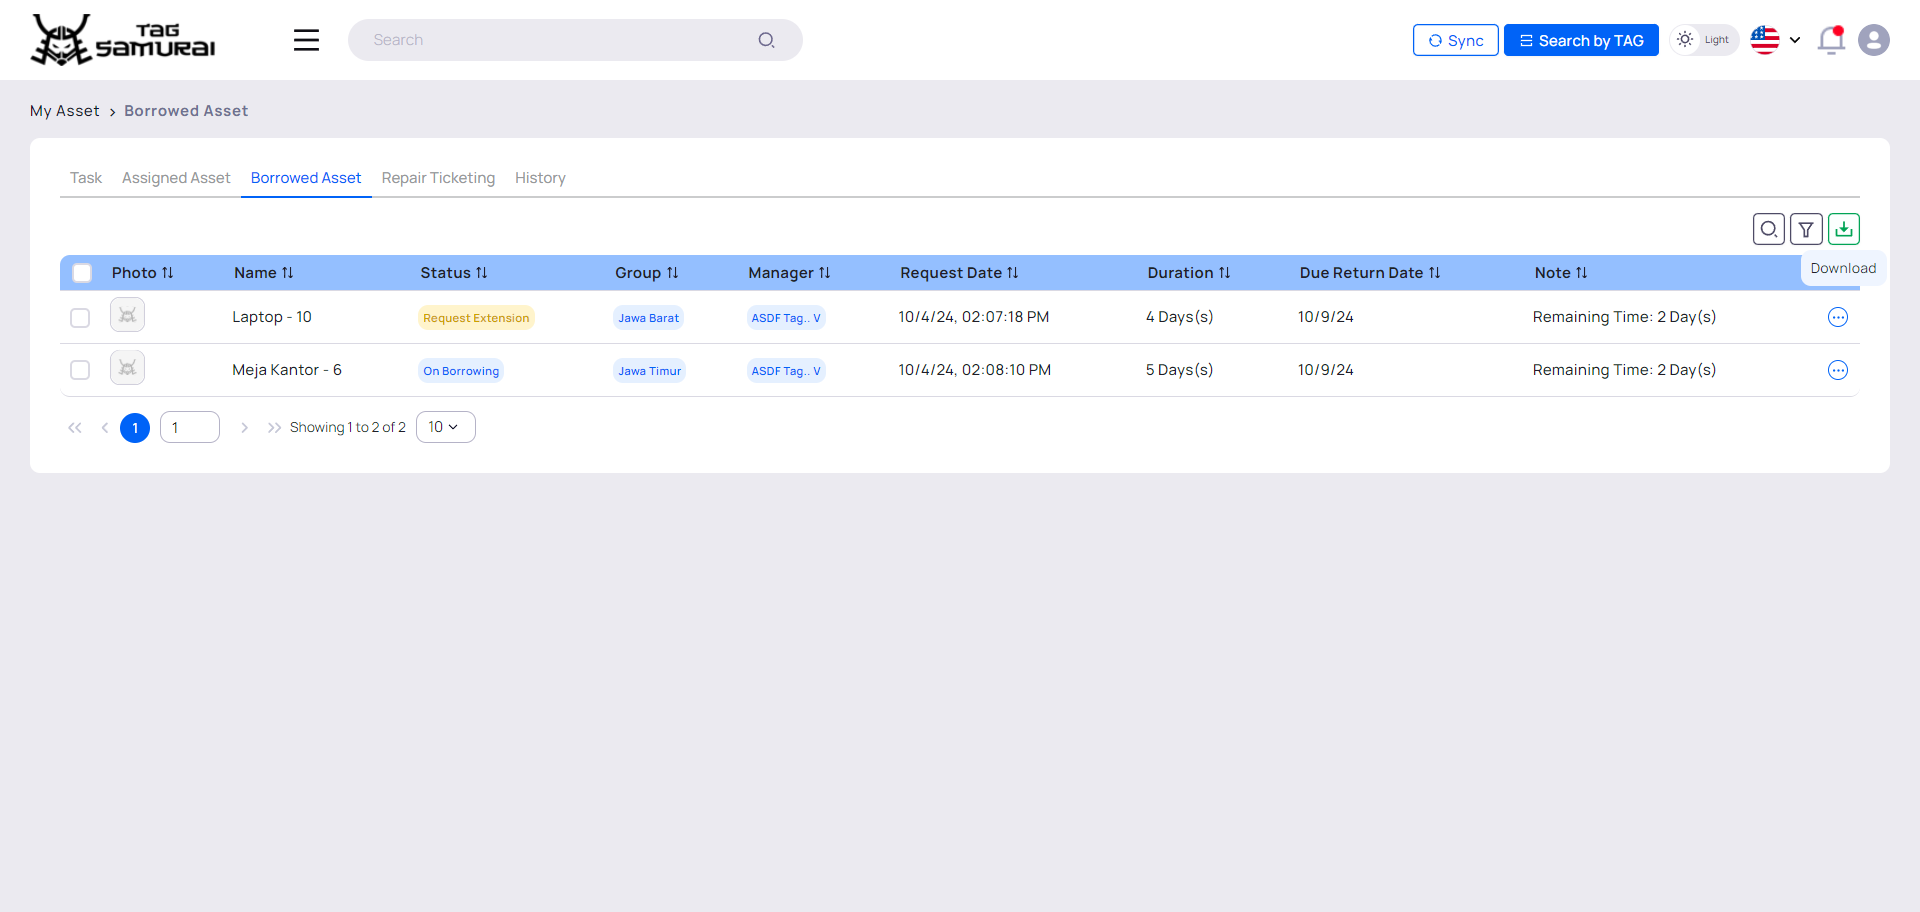 TAG SAMURAI
Search
Sync
Search by TAG
Light
My Asset > Borrowed Asset
Task Assigned Asset Borrowed Asset Repair Ticketing History
Photo Name Status Group Manager Request Date Duration Due Return Date Note
Download
Laptop - 10 Request Extension Jawa Barat ASDF Tag.. V 10/4/24, 02:07:18 PM 4 Days(s) 10/9/24 Remaining Time: 2 Day(s)
Meja Kantor - 6 On Borrowing Jawa Timur ASDF Tag.. V 10/4/24, 02:08:10 PM 5 Days(s) 10/9/24 Remaining Time: 2 Day(s)
1 1 Showing 1 to 2 of 2 10